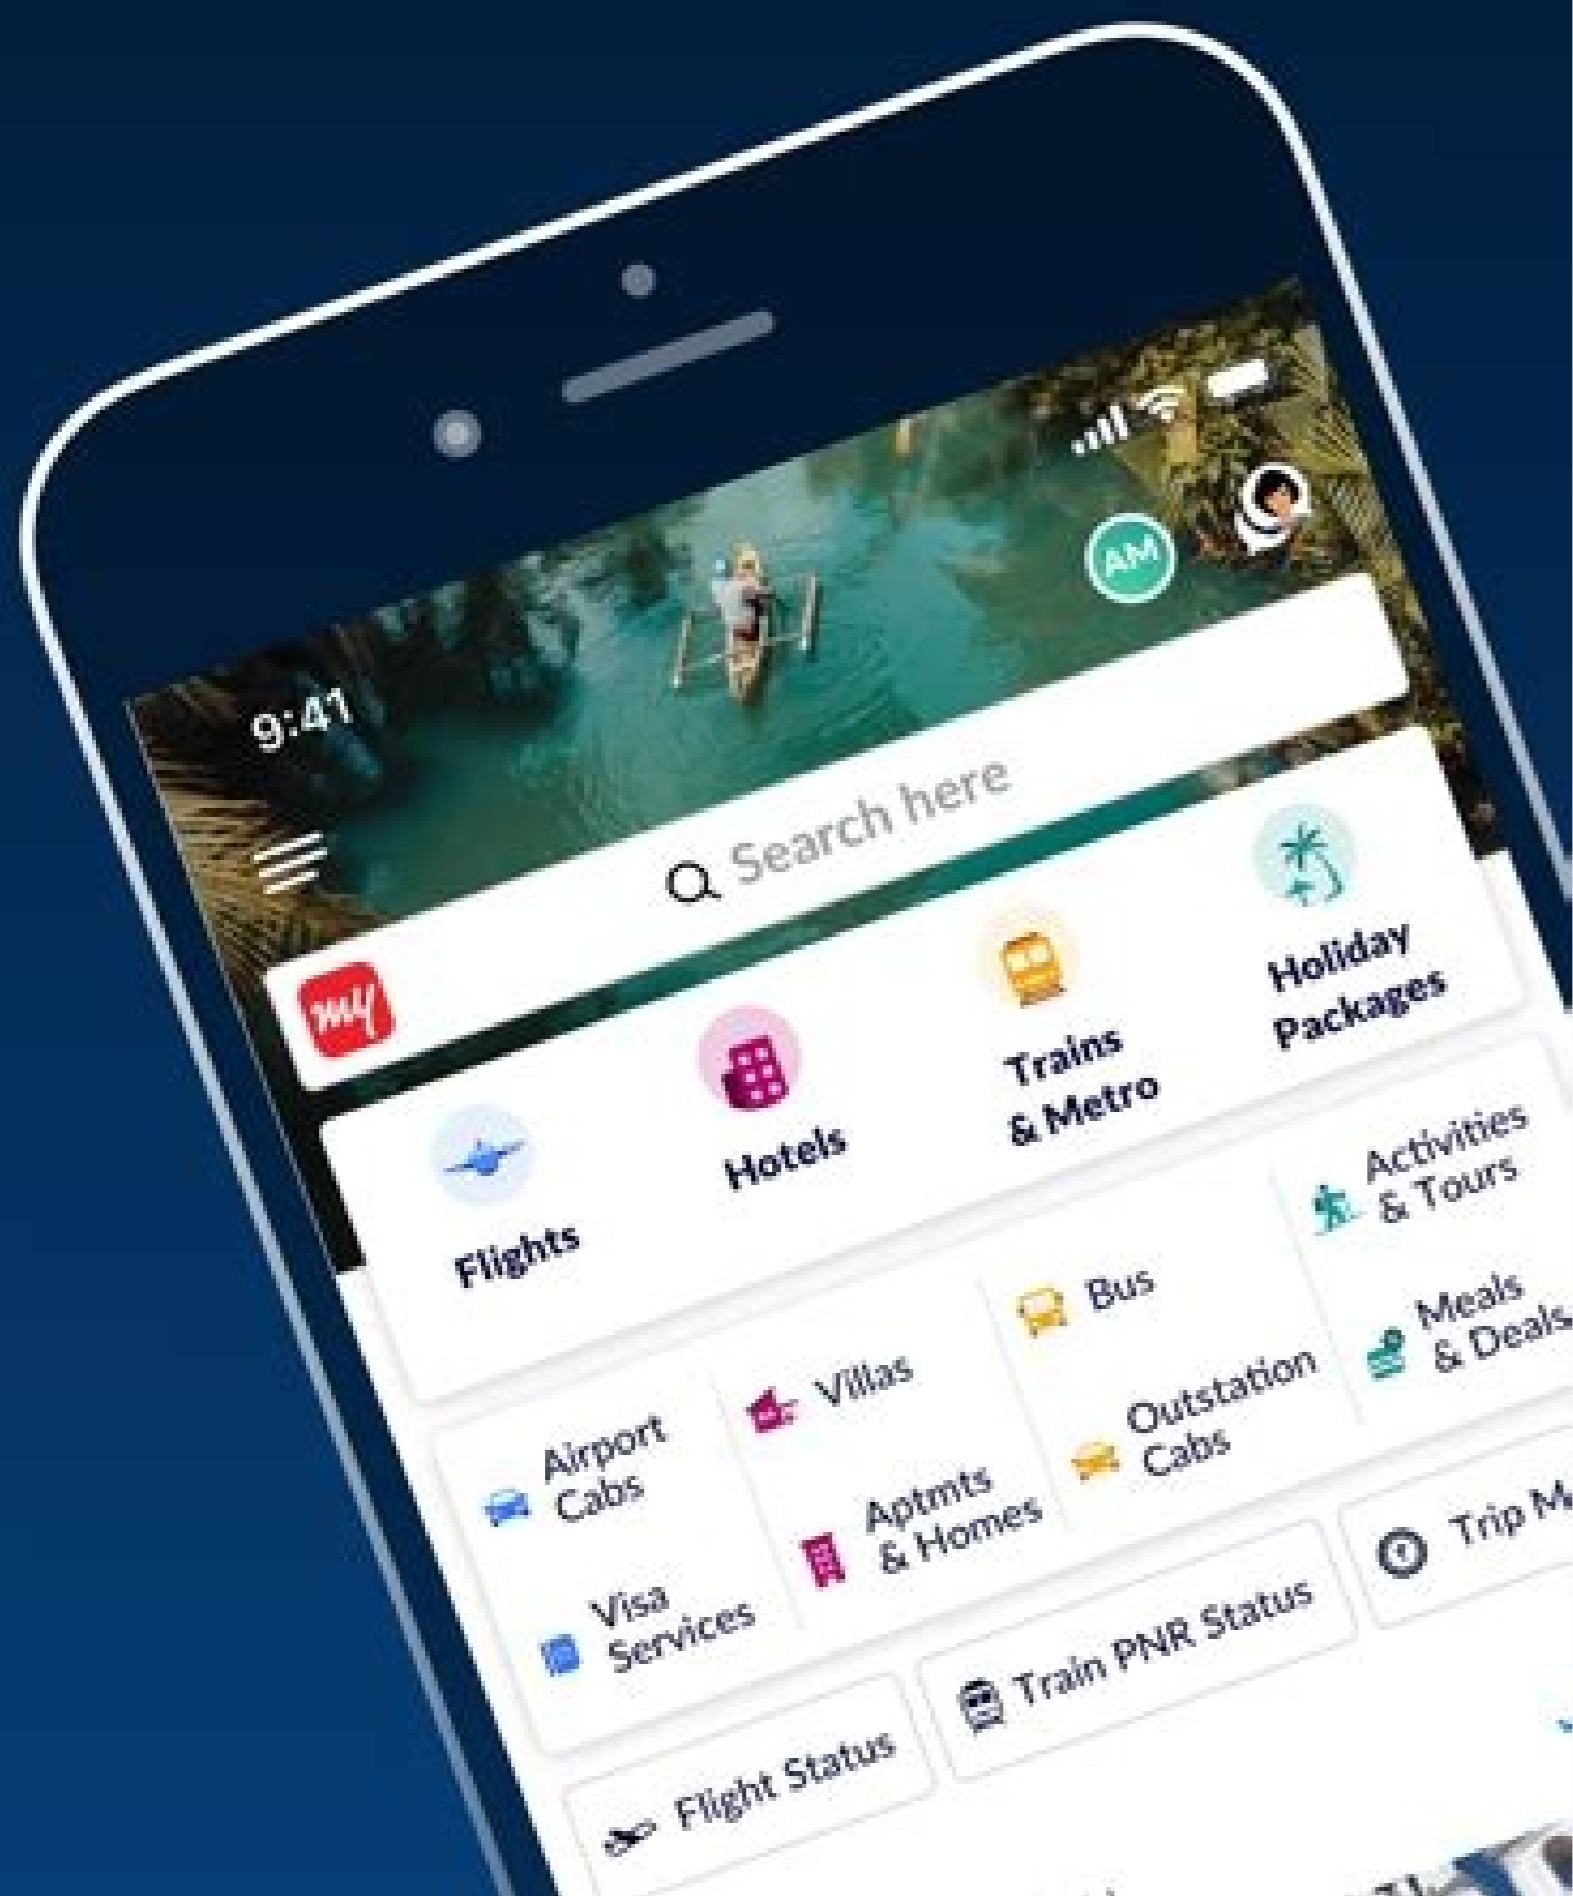 9:41
AM
my
Search here
Flights
Hotels
Trains
& Metro
Holiday
Packages
Airport
Cabs
Villas
Bus
Activities
& Tours
Visa
Services
Aptmts
& Homes
Outstation
Cabs
Meals
& Deals
Flight Status
Train PNR Status
Trip